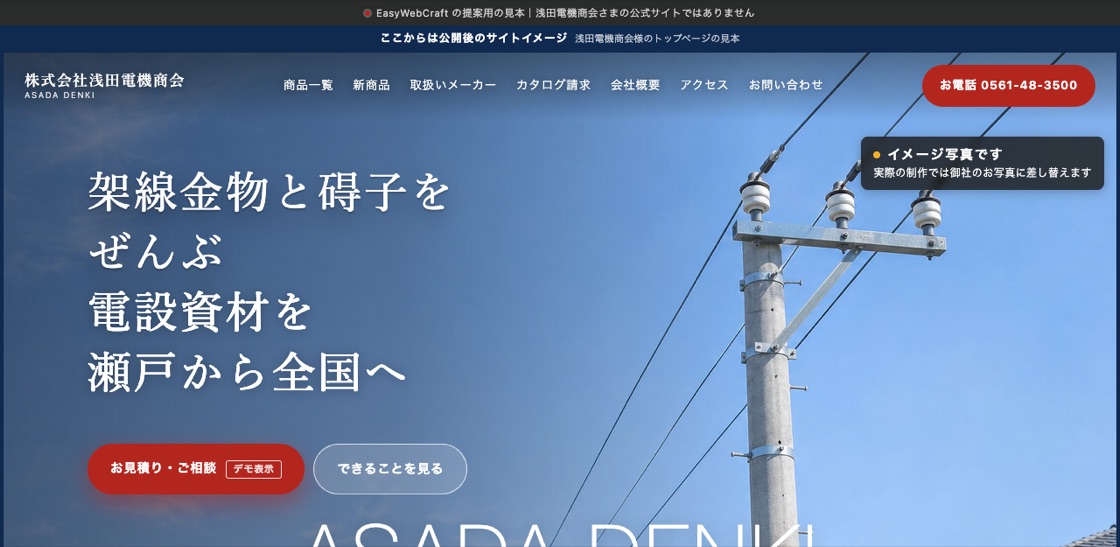 EasyWebCraft の提案用の見本 | 浅田電機商会さまの公式サイトではありません
ここからは公開後のサイトイメージ 浅田電機商会様のトップページの見本
株式会社浅田電機商会
ASADA DENKI
商品一覧 新商品 取扱いメーカー カタログ請求 会社概要 アクセス お問い合わせ
お電話 0561-48-3500
イメージ写真です
実際の制作では御社のお写真に差し替えます
架線金物と碍子を
ぜんぶ
電設資材を
瀬戸から全国へ
お見積り・ご相談 デモ表示
できることを見る
ASADA DENKI